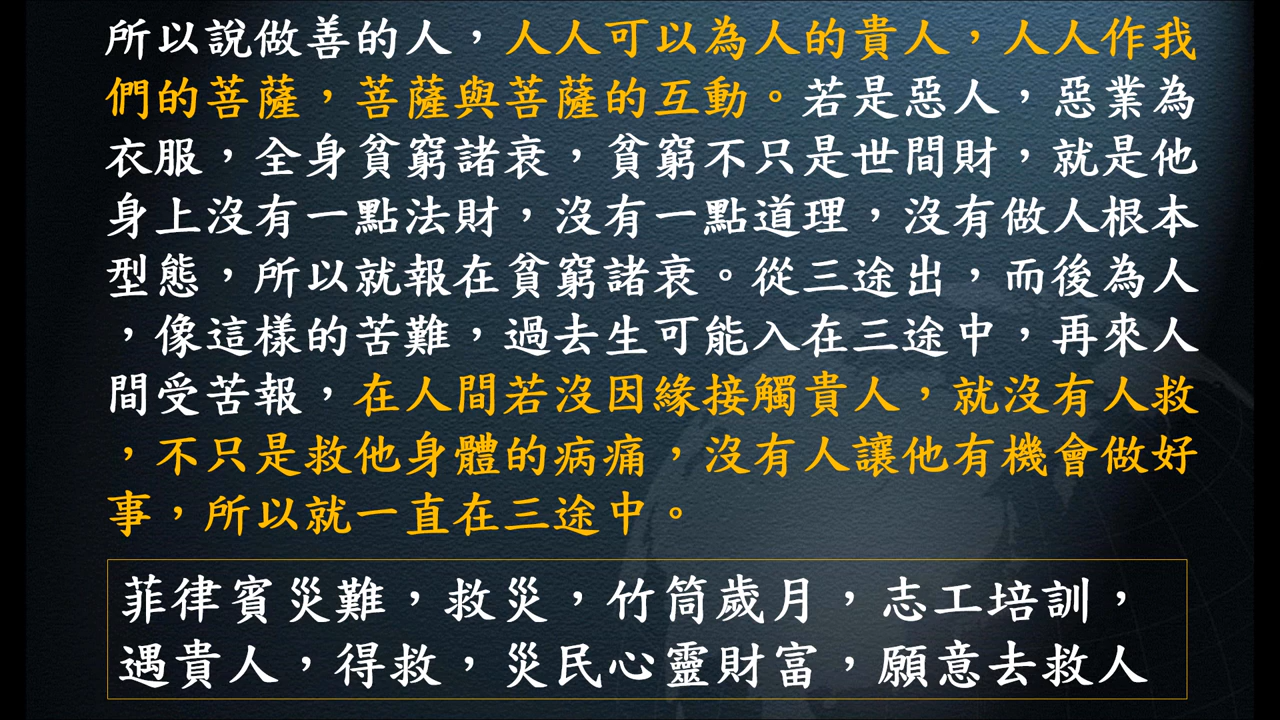 所以說做善的人，人人可以為人的貴人，人人作我
們的菩薩，菩薩與菩薩的互動。若是惡人，惡業為
衣服，全身貧窮諸衰，貧窮不只是世間財，就是他
身上沒有一點法財，沒有一點道理，沒有做人根本
型態，所以就報在貧窮諸衰。從三途出，而後為人
，像這樣的苦難，過去生可能入在三途中，再來人
間受苦報，在人間若沒因緣接觸貴人，就沒有人救
，不只是救他身體的病痛，沒有人讓他有機會做好
事，所以就一直在三途中。
菲律賓災難，救災，竹筒歲月，志工培訓，
遇貴人，得救，災民心靈財富，願意去救人